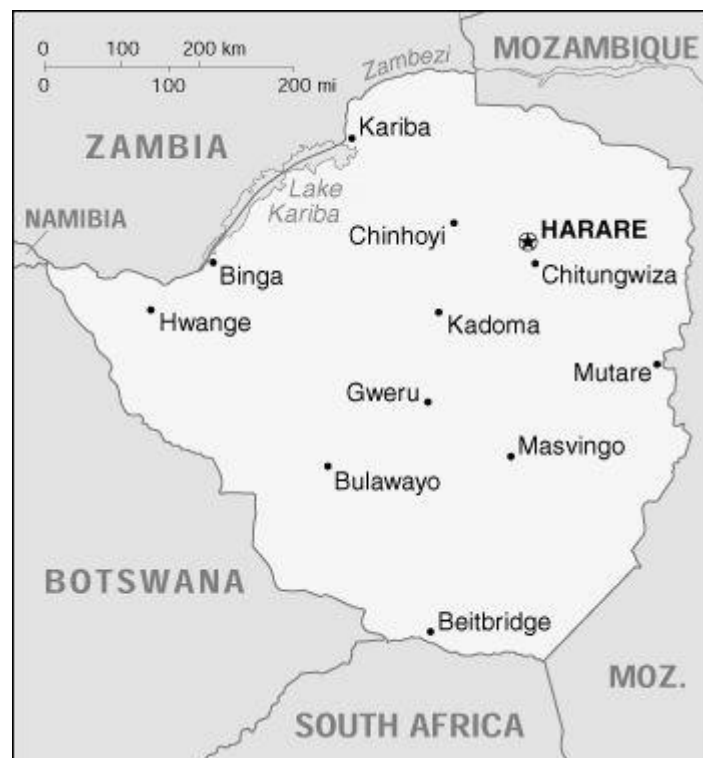 0 100 200 km
0 100 200 mi
Zambezi
MOZAMBIQUE
ZAMBIA
Kariba
Lake
Kariba
NAMIBIA
Chinhoyi
HARARE
Chitungwiza
Binga
Hwange
Kadoma
Mutare
Gweru
Masvingo
Bulawayo
BOTSWANA
Beitbridge
MOZ.
SOUTH AFRICA